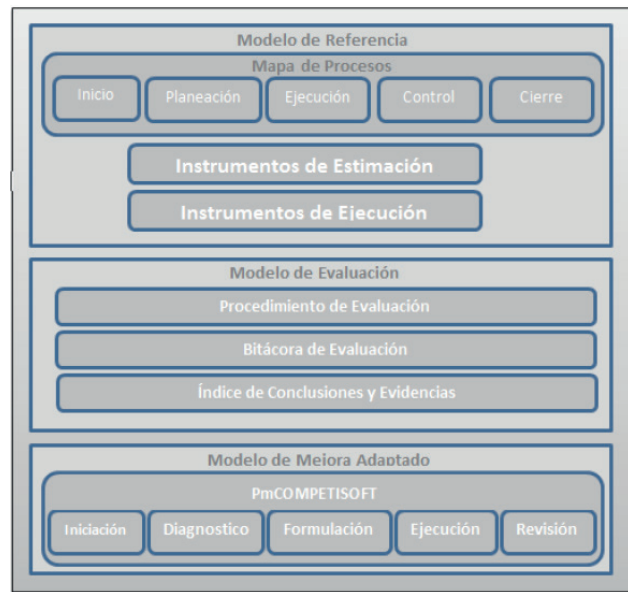 Modelo de Referencia
Mapa de Procesos
Inicio
Planeación
Ejecución
Control
Cierre
Instrumentos de Estimación
Instrumentos de Ejecución
Modelo de Evaluación
Procedimiento de Evaluación
Bitácora de Evaluación
Índice de Conclusiones y Evidencias
Modelo de Mejora Adaptado
PmCOMPETISOFT
Iniciación
Diagnostico
Formulación
Ejecución
Revisión